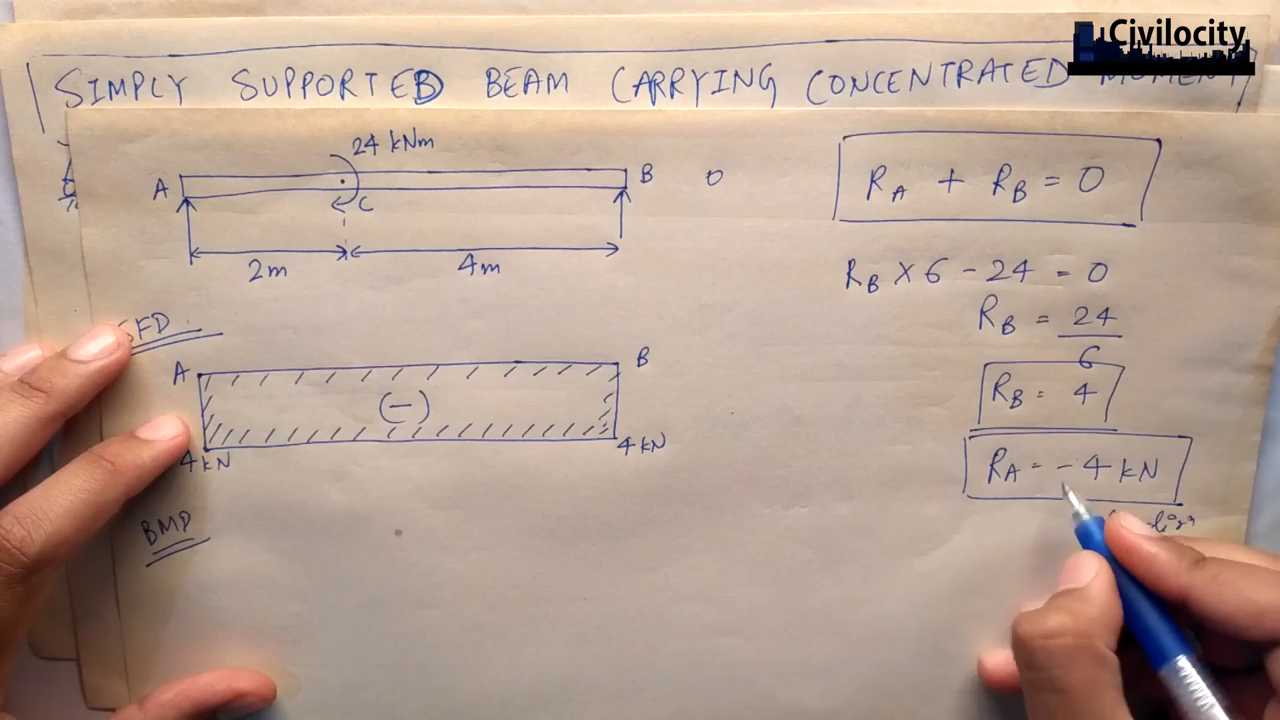 Civilocity
SIMPLY SUPPORTED BEAM CARRYING CONCENTRATED MOMENT
24 kNm
A
B
0
C
2m
4m
RA + RB = 0
RB × 6 - 24 = 0
RB = 24
6
RB = 4
RA = - 4 kN
SFD
A
B
(-)
4 kN
4 kN
BMD